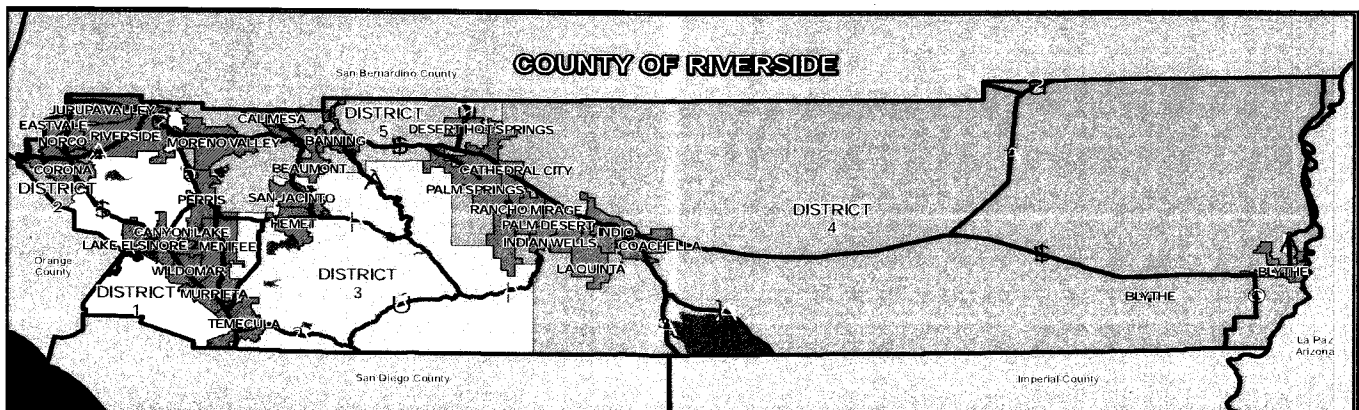 COUNTY OF RIVERSIDE
San Bernardino County
JURUPA VALLEY
EASTVALE
NORCO
RIVERSIDE
CORONA
DISTRICT
2
MORENO VALLEY
CALIMESA
BANNING
BEAUMONT
DISTRICT
5
DESERT HOT SPRINGS
CATHEDRAL CITY
PALM SPRINGS
PERRIS
SAN JACINTO
HEMET
RANCHO MIRAGE
PALM DESERT
INDIAN WELLS
INDIO
COACHELLA
LA QUINTA
DISTRICT
4
CANYON LAKE
LAKE ELSINORE
MENIFEE
WILDOMAR
MURRIETA
TEMECULA
Orange
County
DISTRICT
1
DISTRICT
3
BLYTHE
BLYTHE
La Paz
Arizona
San Diego County
Imperial County